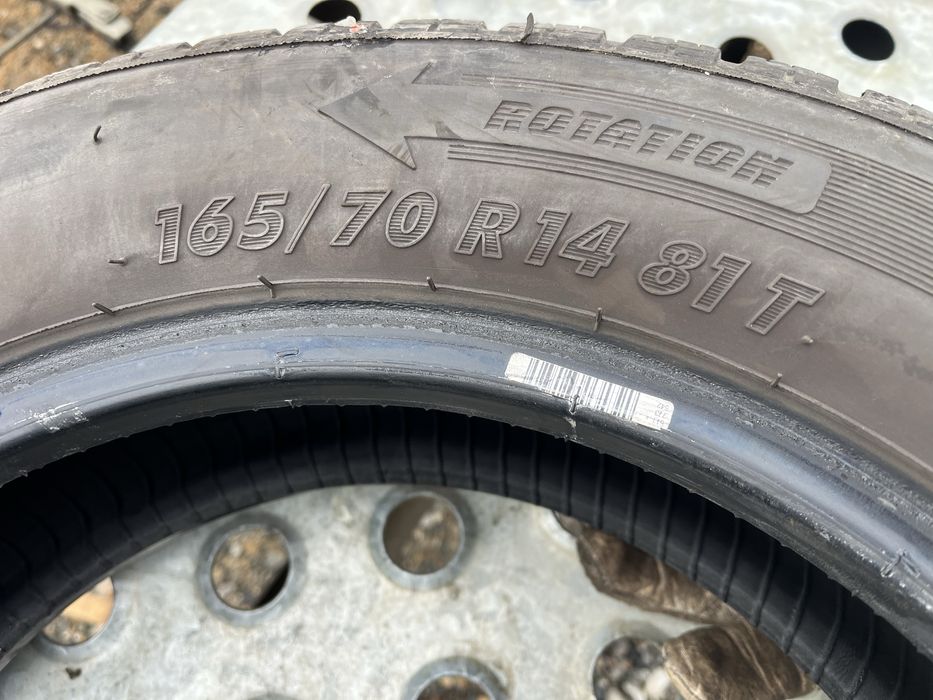 ROTATION
165/70 R14 81T